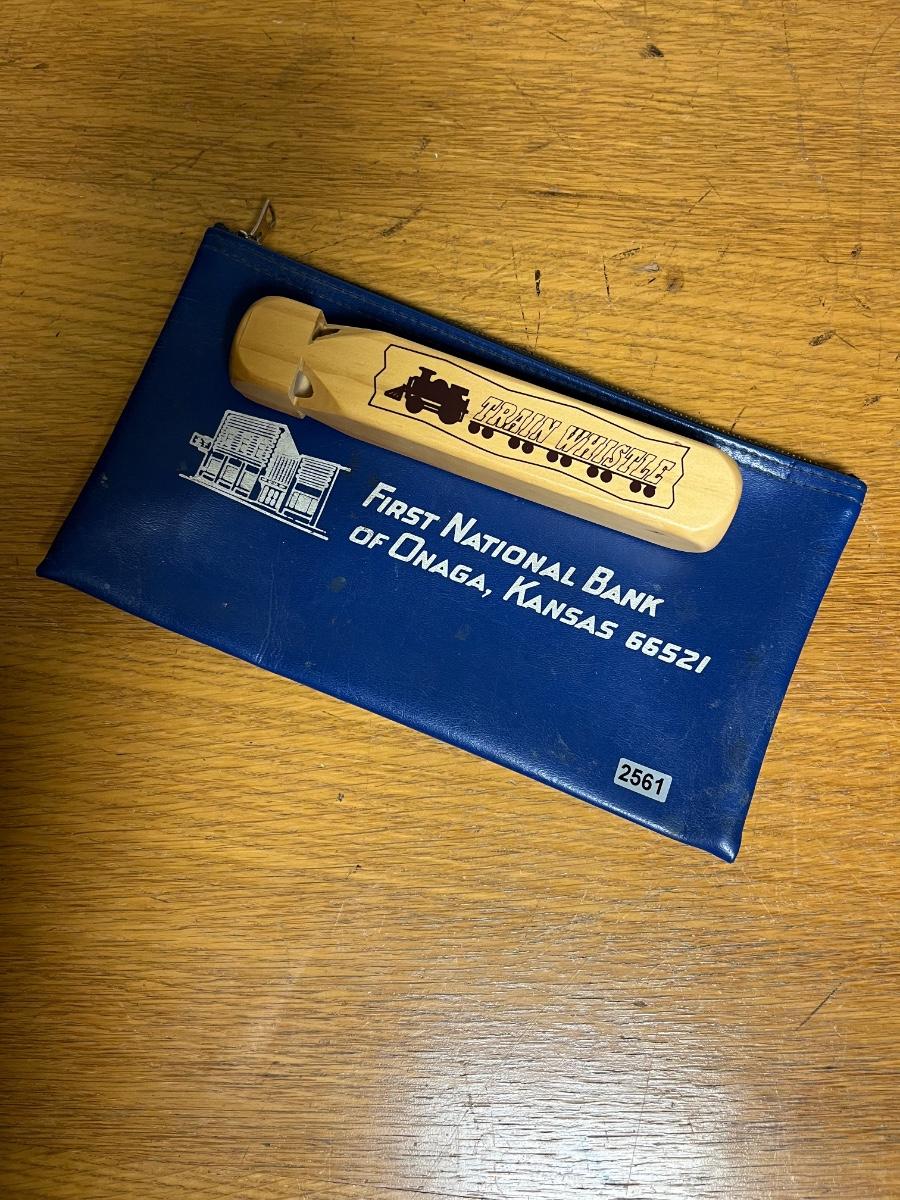 TRAIN WHISTLE
FIRST NATIONAL BANK
OF ONAGA, KANSAS 66521
2561